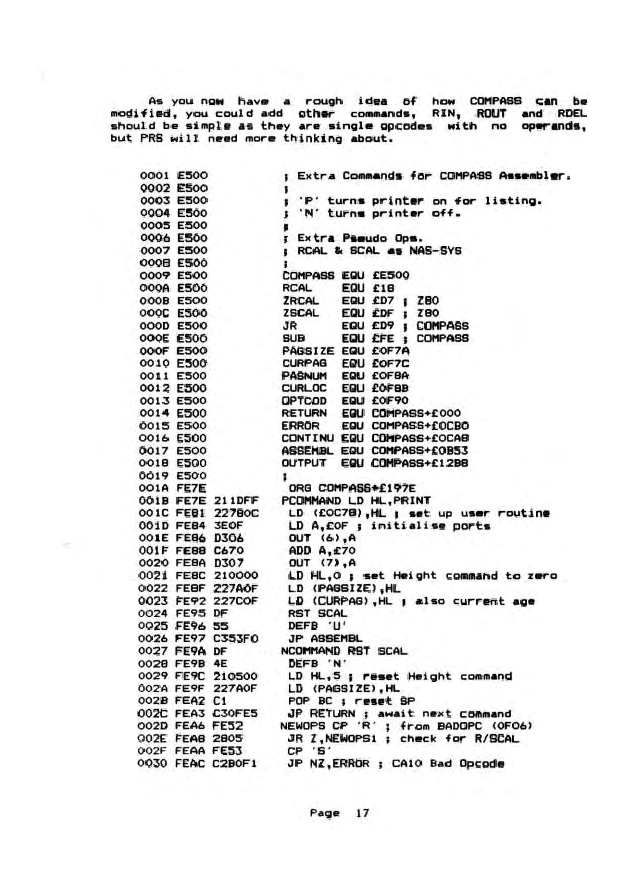 As you now have a rough idea of how COMPASS can be
modified, you could add other commands, RIN, ROUT and RDEL
should be simple as they are single opcodes with no operands,
but PRS will need more thinking about.
0001 E500 ; Extra Commands for COMPASS Assembler.
0002 E500 ;
0003 E500 ; 'P' turns printer on for listing.
0004 E500 ; 'N' turns printer off.
0005 E500 ;
0006 E500 ; Extra Pseudo Ops.
0007 E500 ; RCAL & SCAL as NAS-SYS
0008 E500 ;
0009 E500 COMPASS EQU £E500
000A E500 RCAL EQU £18
000B E500 ZRCAL EQU £D7 ; Z80
000C E500 ZSCAL EQU £DF ; Z80
000D E500 JR EQU £D9 ; COMPASS
000E E500 SUB EQU £FE ; COMPASS
000F E500 PAGSIZE EQU £0F7A
0010 E500 CURPAG EQU £0F7C
0011 E500 PASNUM EQU £0F8A
0012 E500 CURLOC EQU £0F8B
0013 E500 OPTCOD EQU £0F90
0014 E500 RETURN EQU COMPASS+£000
0015 E500 ERROR EQU COMPASS+£0CB0
0016 E500 CONTINU EQU COMPASS+£0CAB
0017 E500 ASSEMBL EQU COMPASS+£0B53
0018 E500 OUTPUT EQU COMPASS+£12B8
0019 E500 ;
001A FE7E ORG COMPASS+£197E
001B FE7E 211DFF PCOMMAND LD HL,PRINT
001C FE81 22780C LD (£0C78),HL ; set up user routine
001D FE84 3E0F LD A,£0F ; initialise ports
001E FE86 D306 OUT (6),A
001F FE88 C670 ADD A,£70
0020 FE8A D307 OUT (7),A
0021 FE8C 210000 LD HL,0 ; set Height command to zero
0022 FE8F 227A0F LD (PAGSIZE),HL
0023 FE92 227C0F LD (CURPAG),HL ; also current age
0024 FE95 DF RST SCAL
0025 FE96 55 DEFB 'U'
0026 FE97 C353F0 JP ASSEMBL
0027 FE9A DF NCOMMAND RST SCAL
0028 FE9B 4E DEFB 'N'
0029 FE9C 210500 LD HL,5 ; reset Height command
002A FE9F 227A0F LD (PAGSIZE),HL
002B FEA2 C1 POP BC ; reset SP
002C FEA3 C30FE5 JP RETURN ; await next command
002D FEA6 FE52 NEWOPS CP 'R' ; from BADOPC (0F06)
002E FEA8 2805 JR Z,NEWOPS1 ; check for R/SCAL
002F FEAA FE53 CP 'S'
0030 FEAC C2B0F1 JP NZ,ERROR ; CA10 Bad Opcode
Page 17